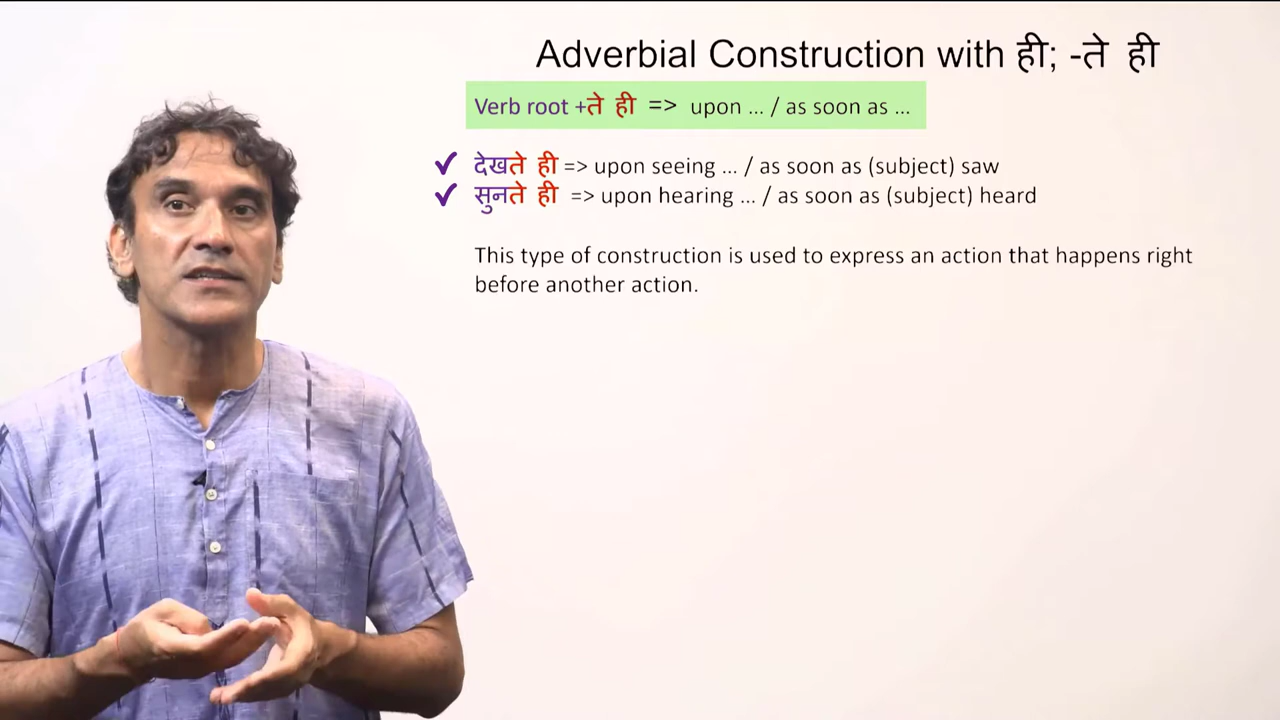 Adverbial Construction with ही; -ते ही
Verb root +ते ही => upon ... / as soon as ...
✓ देखते ही => upon seeing ... / as soon as (subject) saw
✓ सुनते ही => upon hearing ... / as soon as (subject) heard
This type of construction is used to express an action that happens right
before another action.